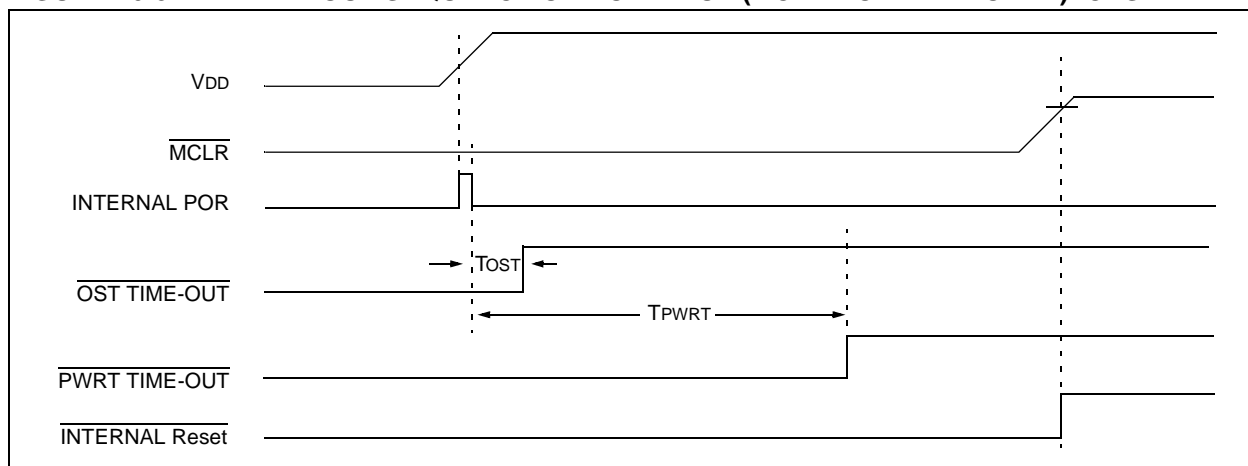 VDD
MCLR
INTERNAL POR
TOST
OST TIME-OUT
TPWRT
PWRT TIME-OUT
INTERNAL Reset